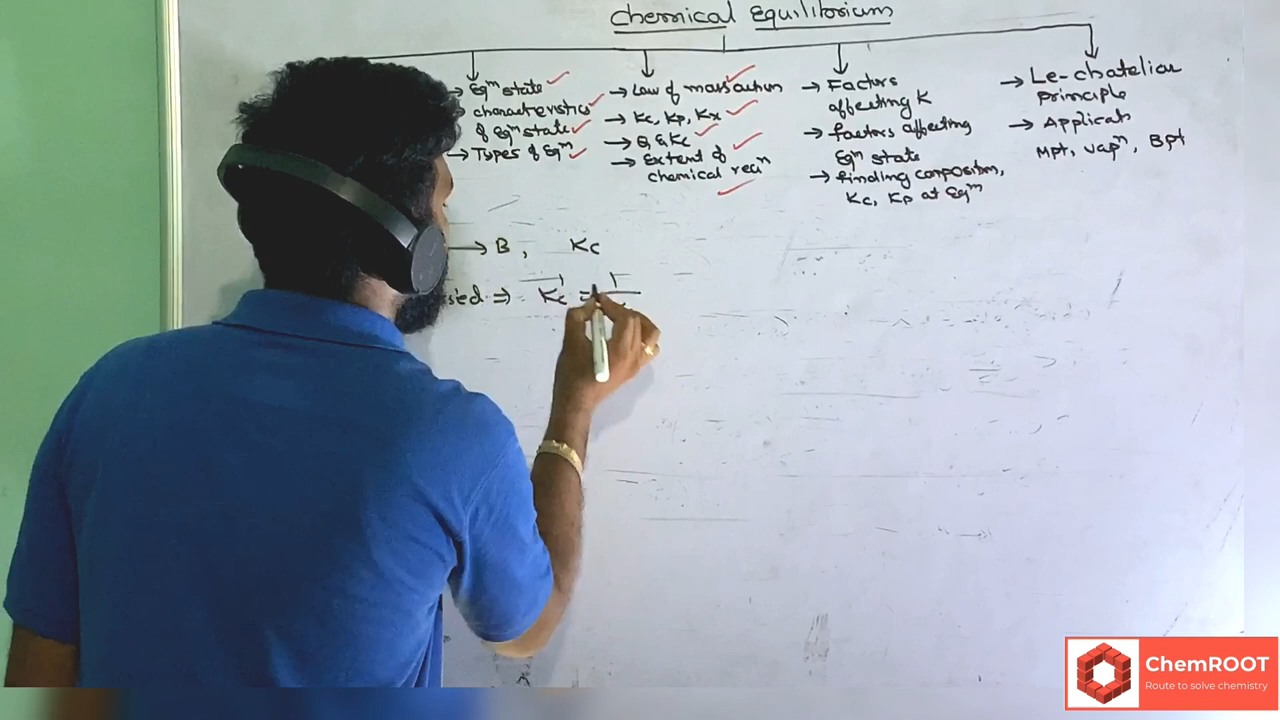 Chemical Equilibrium
→ Eqm state
characteristics
of Eqm state
→ Types of Eqm
→ Law of mass action
→ Kc, Kp, Kx
→ Q & Kc
→ Extent of
chemical reacn
→ Factors
affecting K
→ factors affecting
Eqm state
→ finding composition,
Kc, Kp at Eqm
→ Le-chatelier
principle
→ Applicatn
Mpt, vapn, Bpt
→ B, Kc
⇒ Kc = 1
ChemROOT
Route to solve chemistry